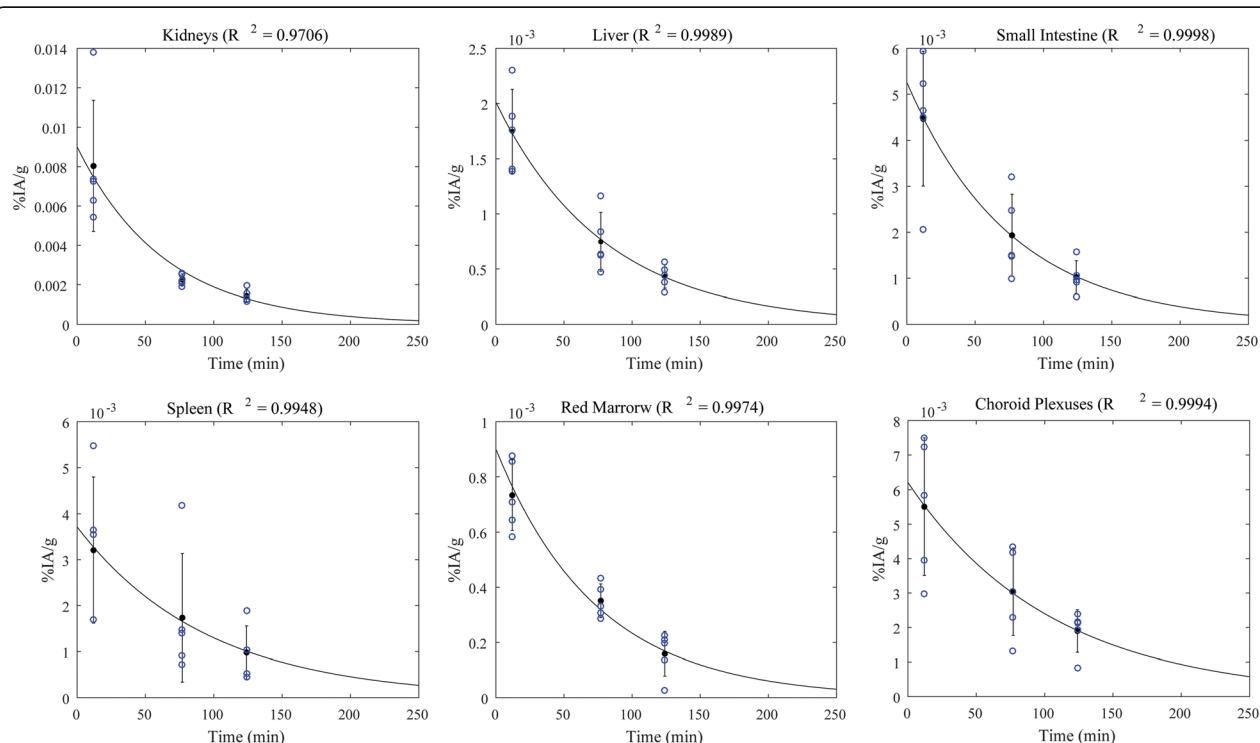 Kidneys (R 2 = 0.9706)
0.014
0.012
0.01
0.008
0.006
0.004
0.002
0
%IA/g
0 50 100 150 200 250
Time (min)
Liver (R 2 = 0.9989)
10-3
2.5
2
1.5
1
0.5
0
%IA/g
0 50 100 150 200 250
Time (min)
Small Intestine (R 2 = 0.9998)
10-3
6
5
4
3
2
1
0
%IA/g
0 50 100 150 200 250
Time (min)
Spleen (R 2 = 0.9948)
10-3
6
5
4
3
2
1
0
%IA/g
0 50 100 150 200 250
Time (min)
Red Marrorw (R 2 = 0.9974)
10-3
1
0.8
0.6
0.4
0.2
0
%IA/g
0 50 100 150 200 250
Time (min)
Choroid Plexuses (R 2 = 0.9994)
10-3
8
7
6
5
4
3
2
1
0
%IA/g
0 50 100 150 200 250
Time (min)